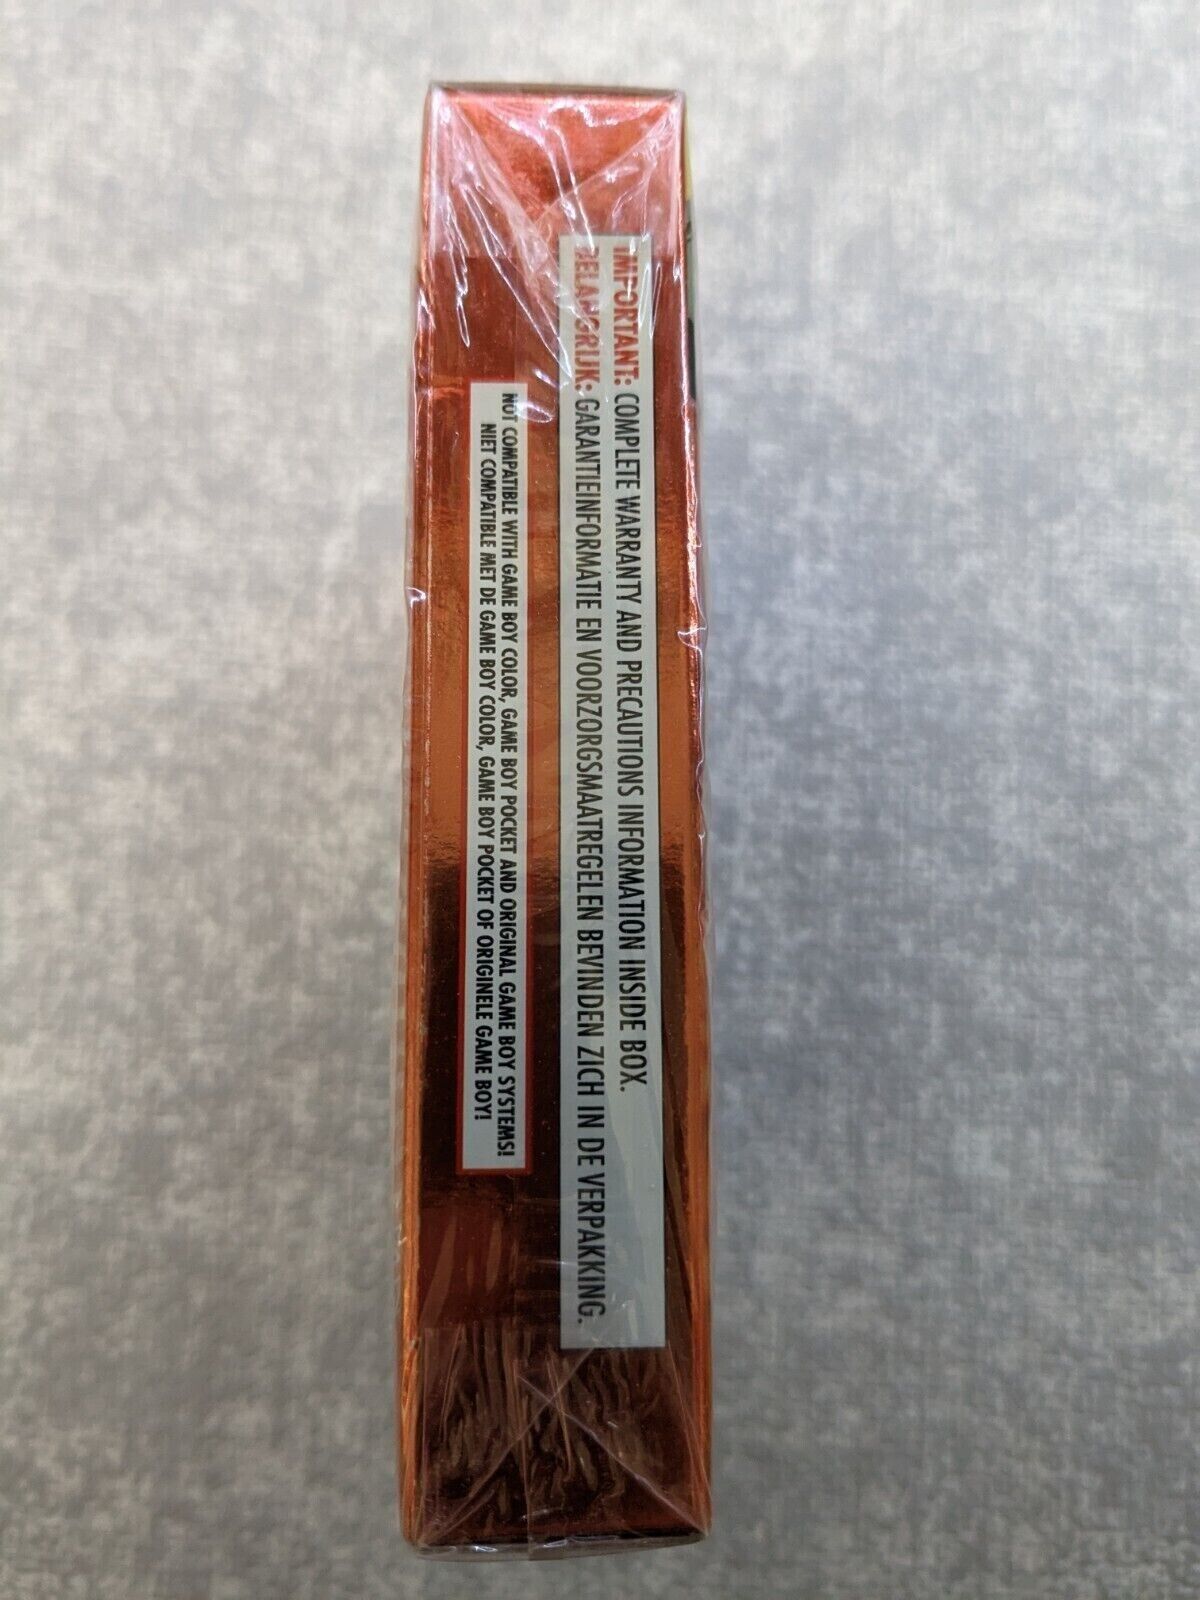 IMPORTANT: COMPLETE WARRANTY AND PRECAUTIONS INFORMATION INSIDE BOX.
BELANGRIJK: GARANTIEINFORMATIE EN VOORZORGSMAATREGELEN BEVINDEN ZICH IN DE VERPAKKING.
NOT COMPATIBLE WITH GAME BOY COLOR, GAME BOY POCKET AND ORIGINAL GAME BOY SYSTEMS!
NIET COMPATIBLE MET DE GAME BOY COLOR, GAME BOY POCKET OF ORIGINELE GAME BOY!